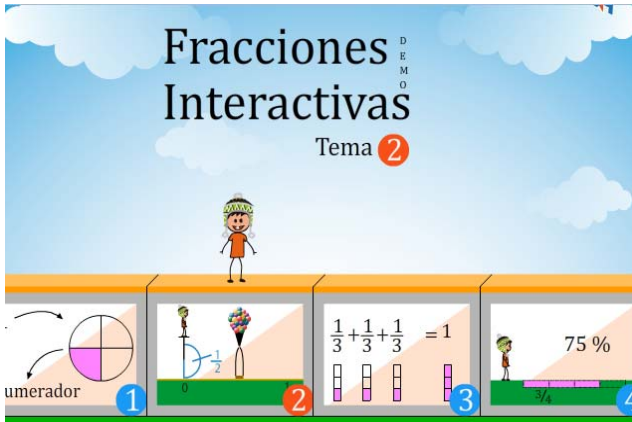 Fracciones
DEMO
Interactivas
Tema 2
umerador
1
1/2
0
1
2
1/3 + 1/3 + 1/3 = 1
3
75 %
3/4
4